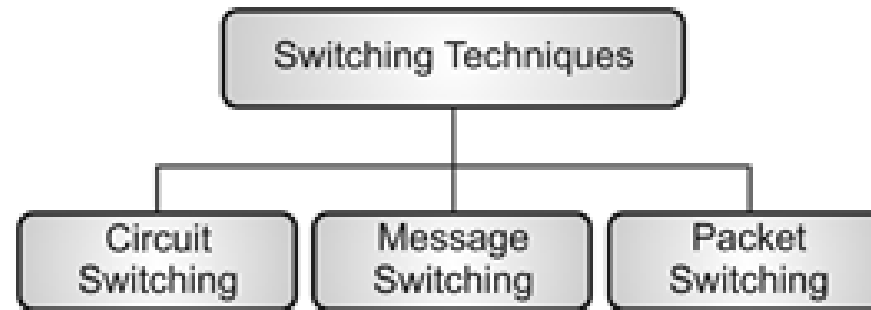 Switching Techniques
Circuit
Switching
Message
Switching
Packet
Switching